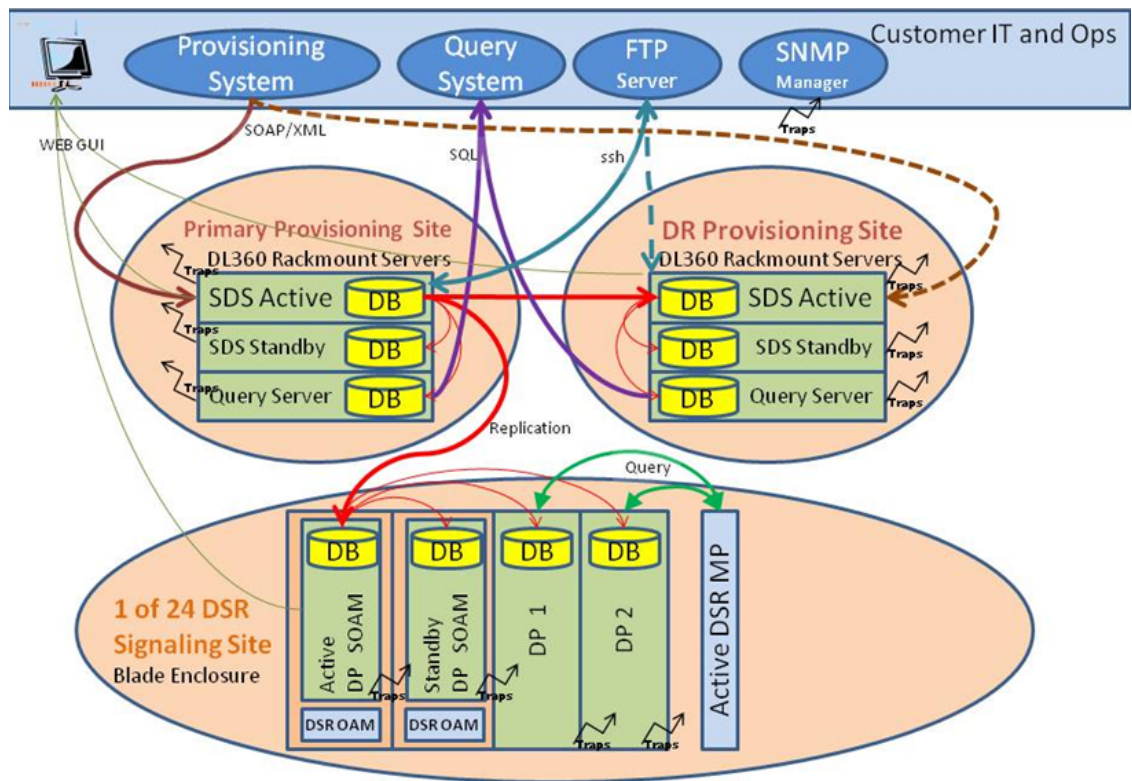 Customer IT and Ops
Provisioning
System
Query
System
FTP
Server
SNMP
Manager
Traps
SOAP/XML
WEB GUI
SQL
ssh
Primary Provisioning Site
DL360 Rackmount Servers
Traps
SDS Active
DB
Traps
SDS Standby
DB
Traps
Query Server
DB
DR Provisioning Site
DL360 Rackmount Servers
Traps
DB
SDS Active
DB
SDS Standby
Traps
DB
Query Server
Traps
Replication
Query
1 of 24 DSR
Signaling Site
Blade Enclosure
DB
Active
DP SOAM
Traps
DSR OAM
DB
Standby
DP SOAM
Traps
DSR OAM
DB
DP 1
Traps
DB
DP 2
Traps
Active DSR MP